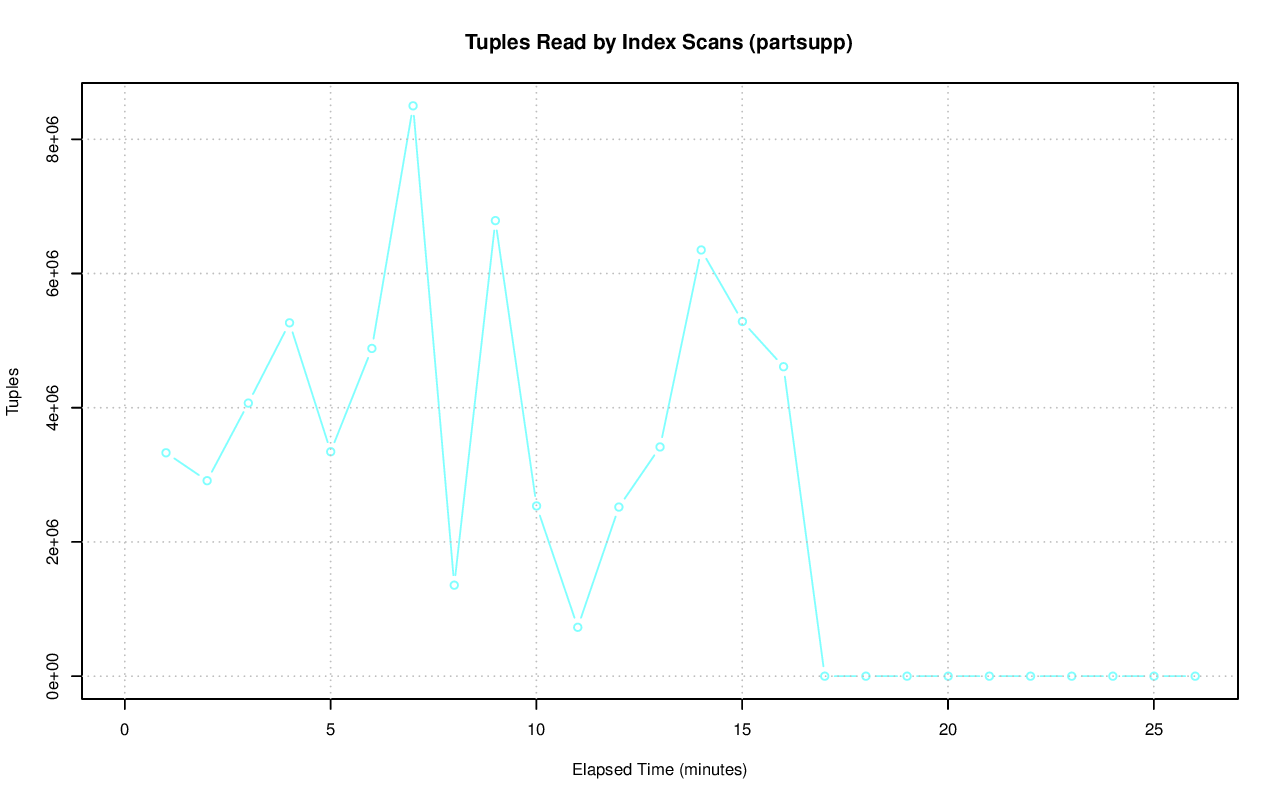 Tuples Read by Index Scans (partsupp)
8e+06
6e+06
4e+06
2e+06
0e+00
Tuples
0 5 10 15 20 25
Elapsed Time (minutes)